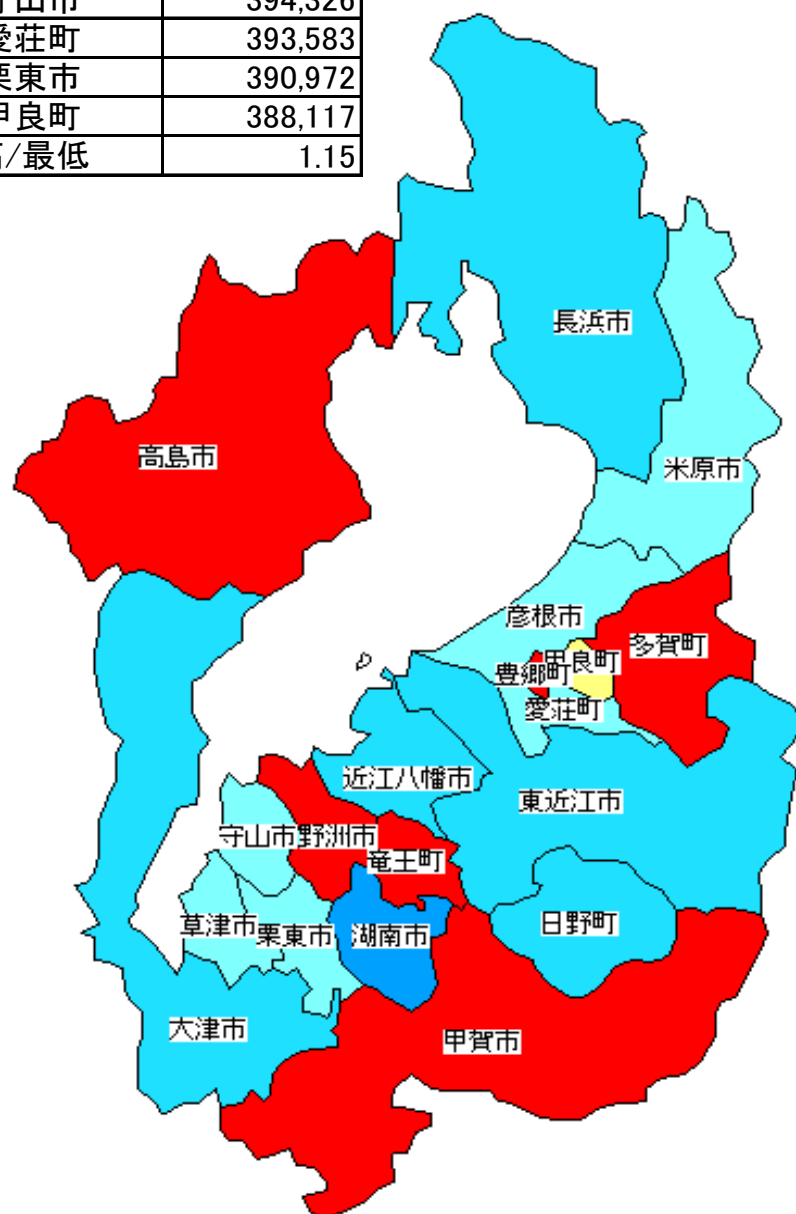 394,326
愛荘町 393,583
栗東市 390,972
甲良町 388,117
/最低 1.15
長浜市
高島市
米原市
彦根市
多賀町
甲良町
豊郷町
愛荘町
近江八幡市
東近江市
守山市
野洲市
竜王町
草津市
栗東市
湖南市
日野町
大津市
甲賀市